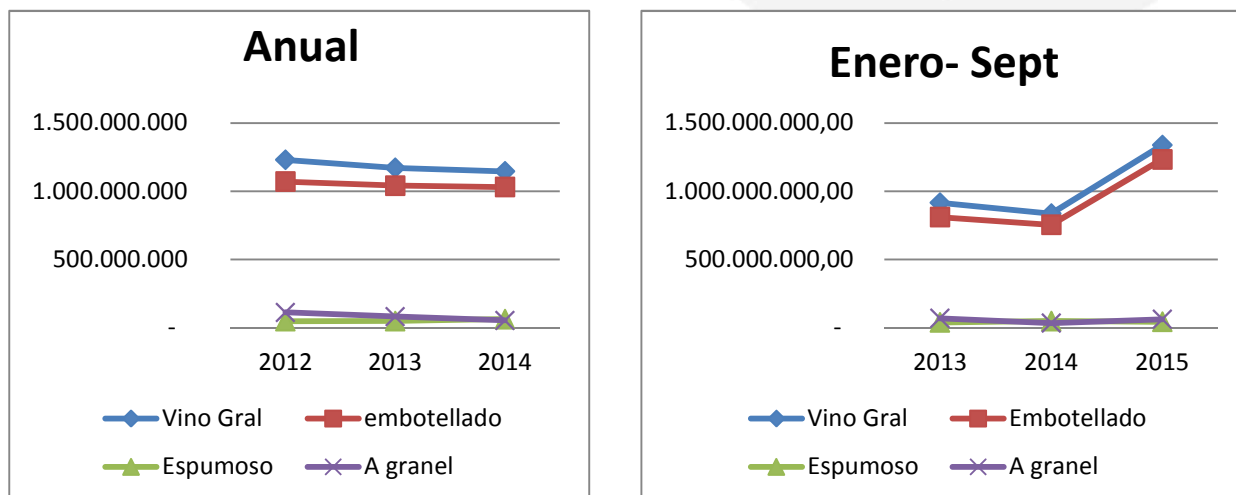 Anual
1.500.000.000
1.000.000.000
500.000.000
-
2012 2013 2014
Vino Gral embotellado
Espumoso A granel
Enero- Sept
1.500.000.000,00
1.000.000.000,00
500.000.000,00
-
2013 2014 2015
Vino Gral Embotellado
Espumoso A granel